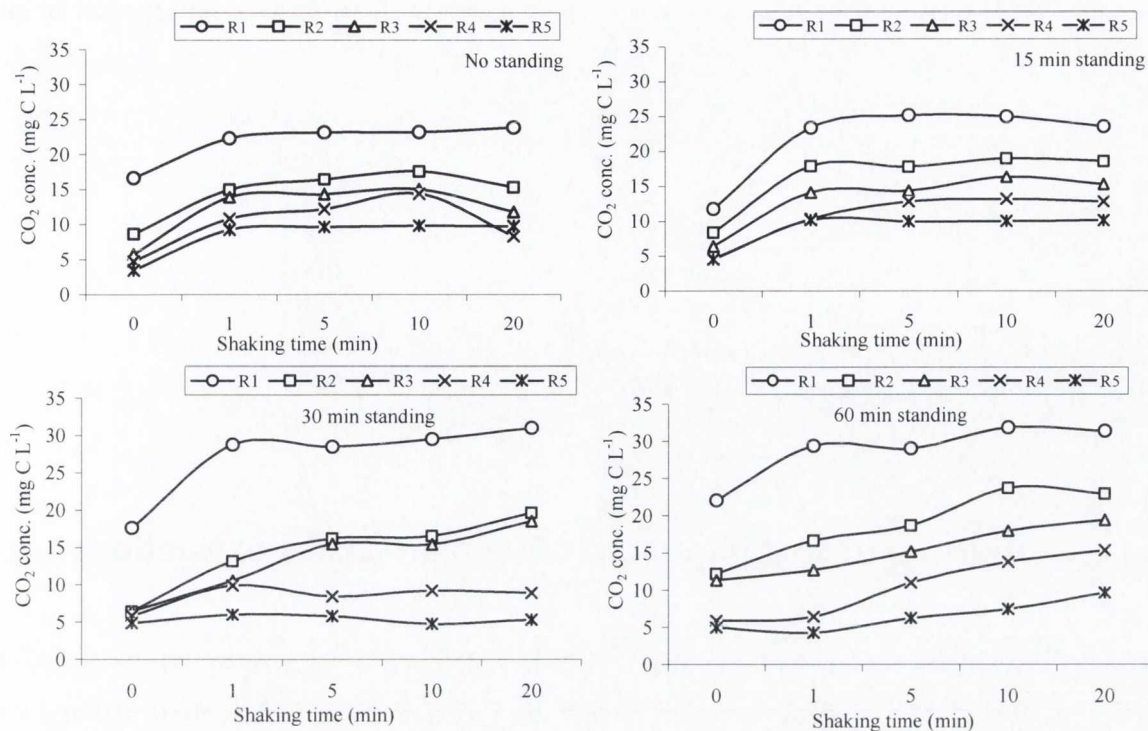 R1 R2 R3 R4 R5
No standing
CO₂ conc. (mg C L⁻¹)
35
30
25
20
15
10
5
0
0 1 5 10 20
Shaking time (min)
R1 R2 R3 R4 R5
15 min standing
CO₂ conc. (mg C L⁻¹)
35
30
25
20
15
10
5
0
0 1 5 10 20
Shaking time (min)
R1 R2 R3 R4 R5
30 min standing
CO₂ conc. (mg C L⁻¹)
35
30
25
20
15
10
5
0
0 1 5 10 20
Shaking time (min)
R1 R2 R3 R4 R5
60 min standing
CO₂ conc. (mg C L⁻¹)
35
30
25
20
15
10
5
0
0 1 5 10 20
Shaking time (min)